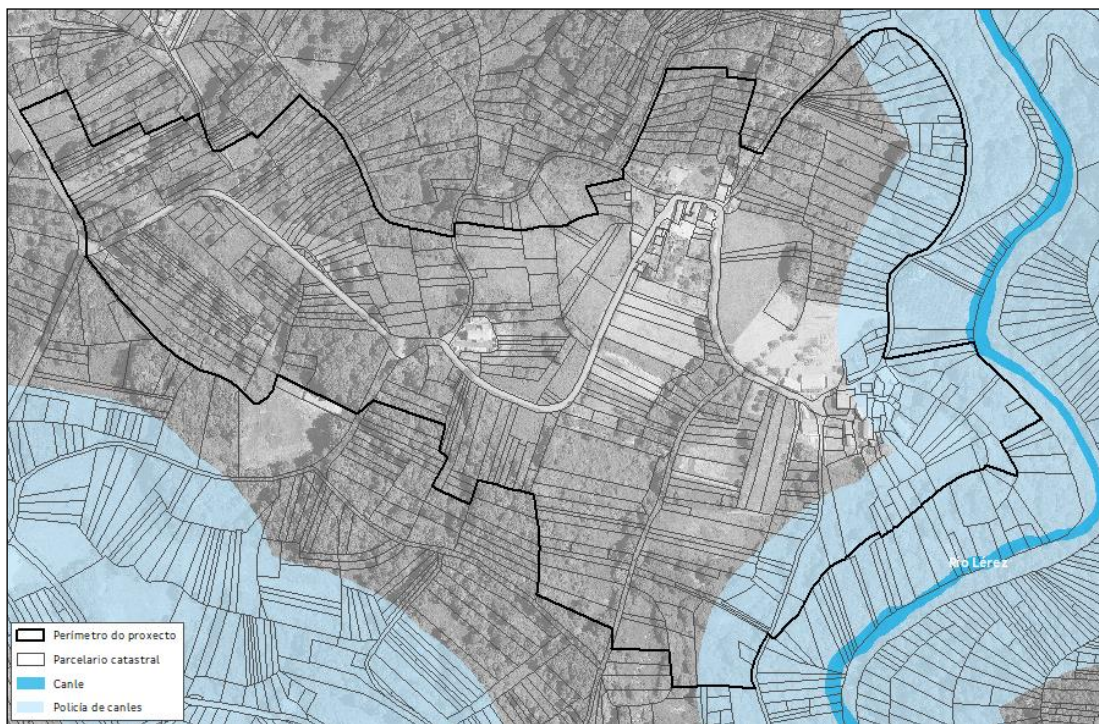 Río Lérez
Perímetro do proxecto
Parcelario catastral
Canle
Policía de canles